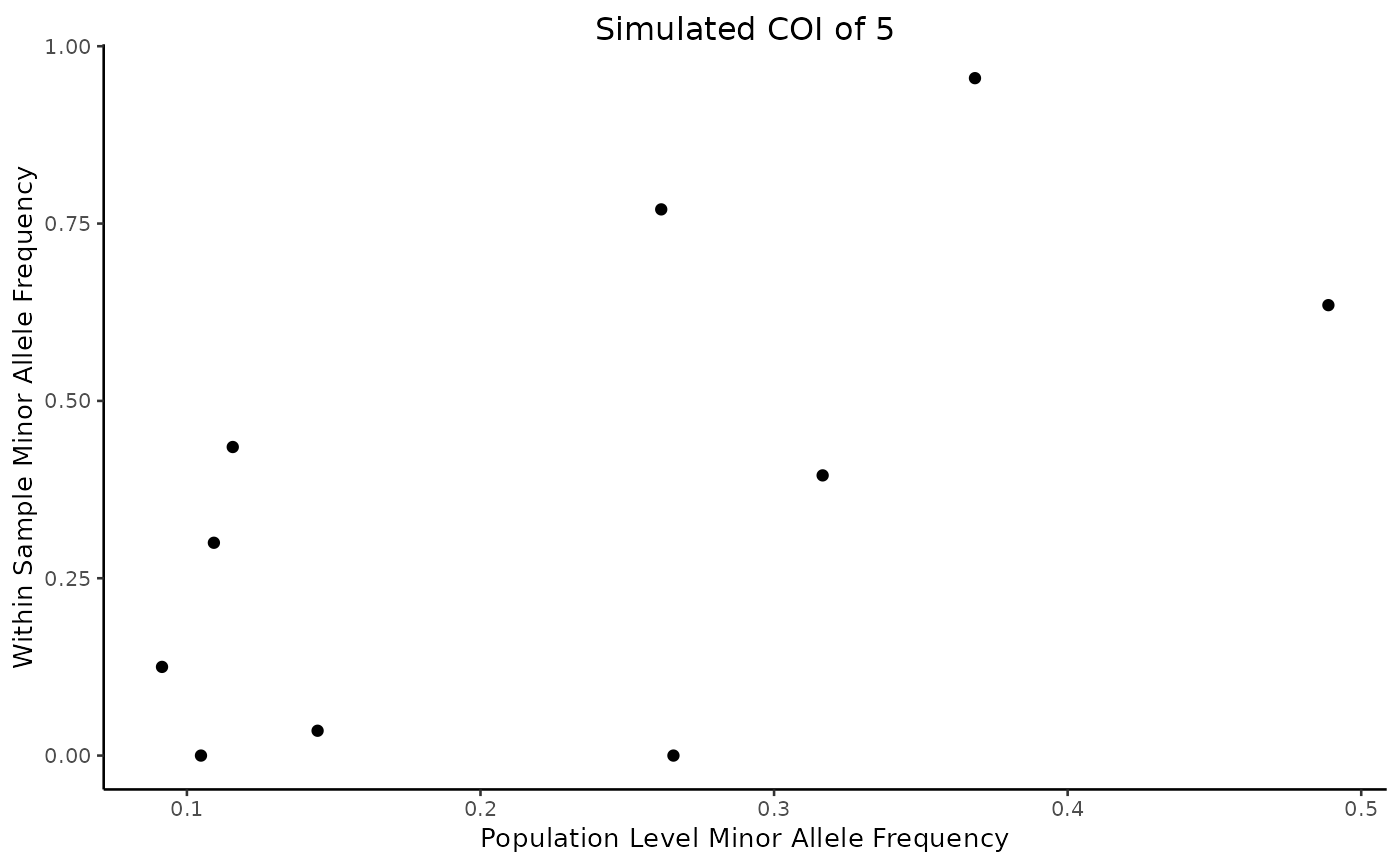 Simulated COI of 5
Within Sample Minor Allele Frequency
1.00
0.75
0.50
0.25
0.00
0.1 0.2 0.3 0.4 0.5
Population Level Minor Allele Frequency